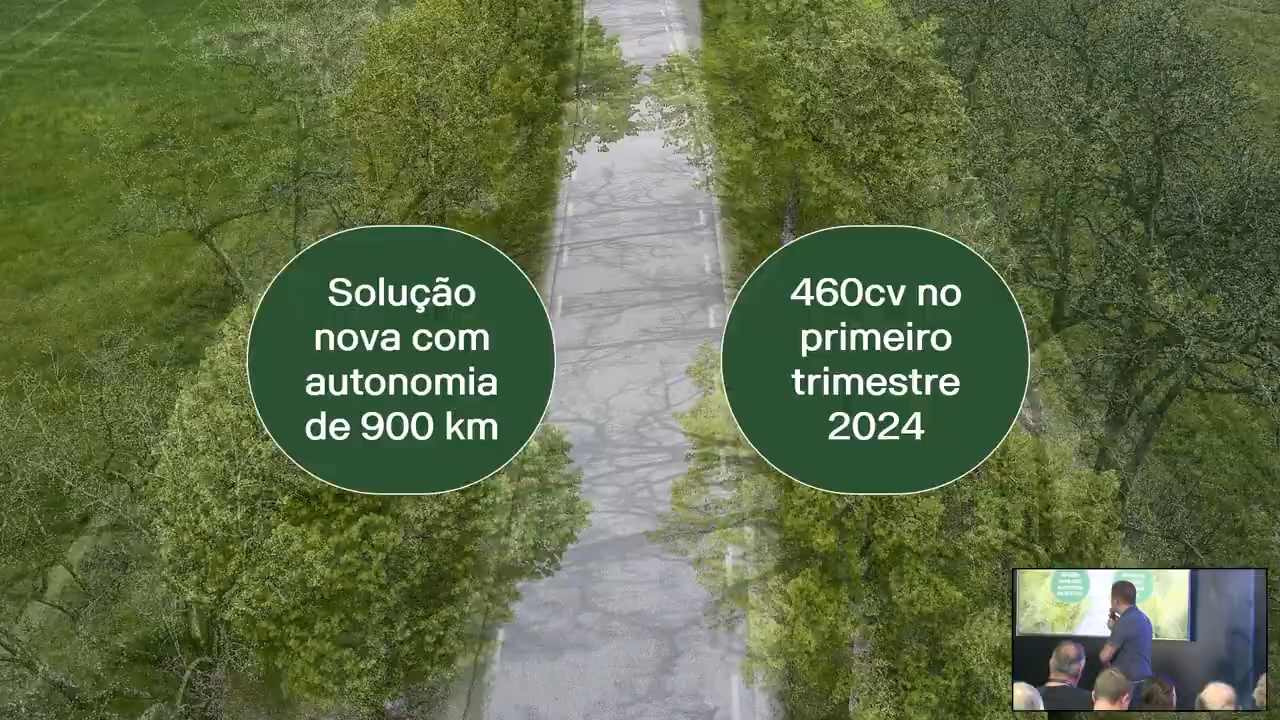 Solução
nova com
autonomia
de 900 km
460cv no
primeiro
trimestre
2024